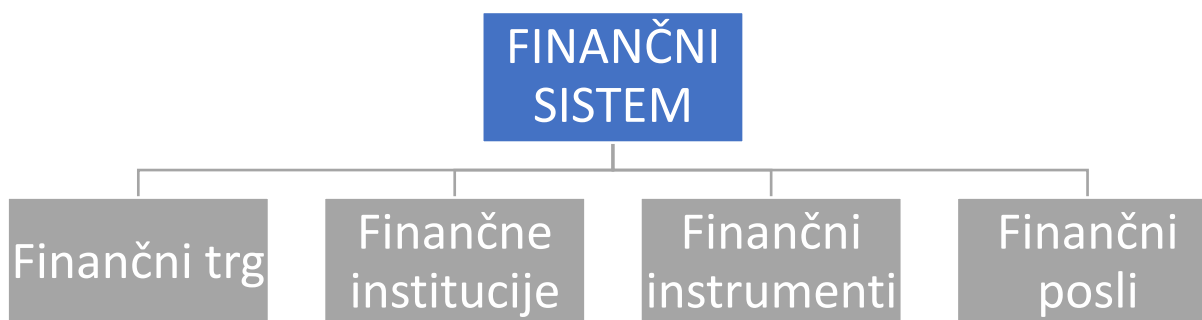 FINANČNI
SISTEM
Finančni trg
Finančne
institucije
Finančni
instrumenti
Finančni
posli